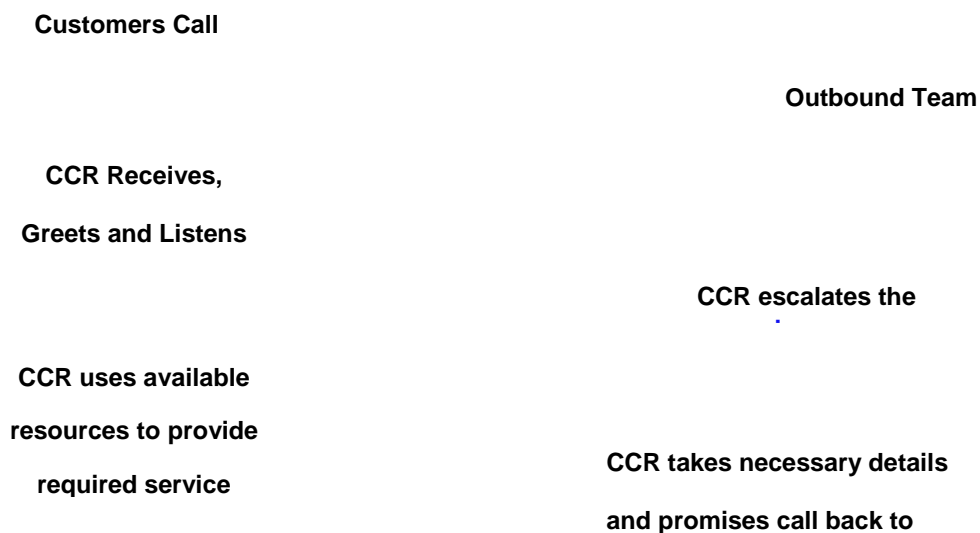 Customers Call
Outbound Team
CCR Receives,
Greets and Listens
CCR escalates the
CCR uses available
resources to provide
required service
CCR takes necessary details
and promises call back to